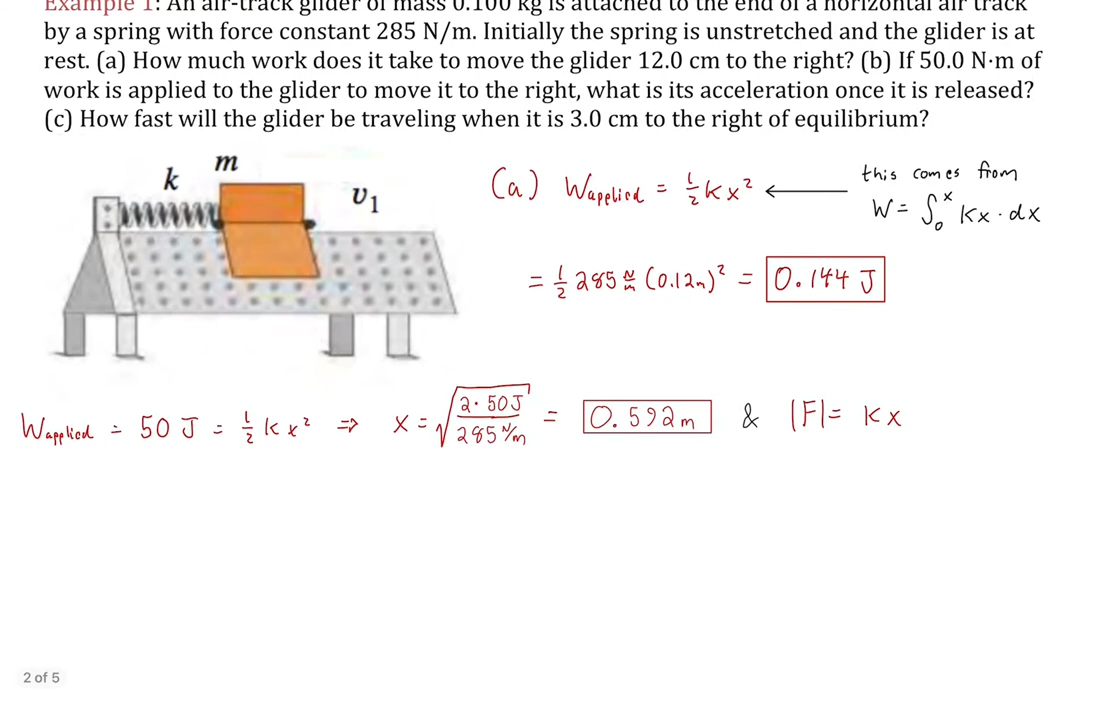 Example 1: An air-track glider of mass 0.100 kg is attached to the end of a horizontal air track
by a spring with force constant 285 N/m. Initially the spring is unstretched and the glider is at
rest. (a) How much work does it take to move the glider 12.0 cm to the right? (b) If 50.0 N·m of
work is applied to the glider to move it to the right, what is its acceleration once it is released?
(c) How fast will the glider be traveling when it is 3.0 cm to the right of equilibrium?
k m v₁
(a) W_applied = ½kx² ← this comes from
W = ∫₀ˣ kx · dx
= ½ 285 N/m (0.12m)² = 0.144 J
W_applied = 50 J = ½kx² ⇒ x = √(2·50J / 285 N/m) = 0.592m & |F| = kx
2 of 5